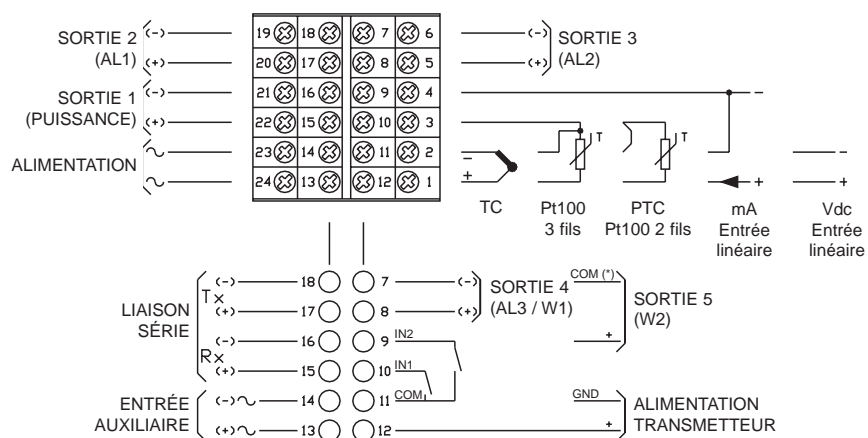 SORTIE 2
(AL1)
(-)
(+)
19 18 7 6
20 17 8 5
(-)
(+)
SORTIE 3
(AL2)
SORTIE 1
(PUISSANCE)
(-)
(+)
21 16 9 4
22 15 10 3
−
ALIMENTATION
23 14 11 2
24 13 12 1
−
+
T
T
−
+
−
+
TC
Pt100
3 fils
PTC
Pt100 2 fils
mA
Entrée
linéaire
Vdc
Entrée
linéaire
LIAISON
SÉRIE
Tx
(-)
(+)
Rx
(-)
(+)
18
17
16
15
7
8
9 IN2
10 IN1
(-)
(+)
SORTIE 4
(AL3 / W1)
COM (*)
+
SORTIE 5
(W2)
ENTRÉE
AUXILIAIRE
(-)
(+)
14
13
11 COM
12
GND
+
ALIMENTATION
TRANSMETTEUR